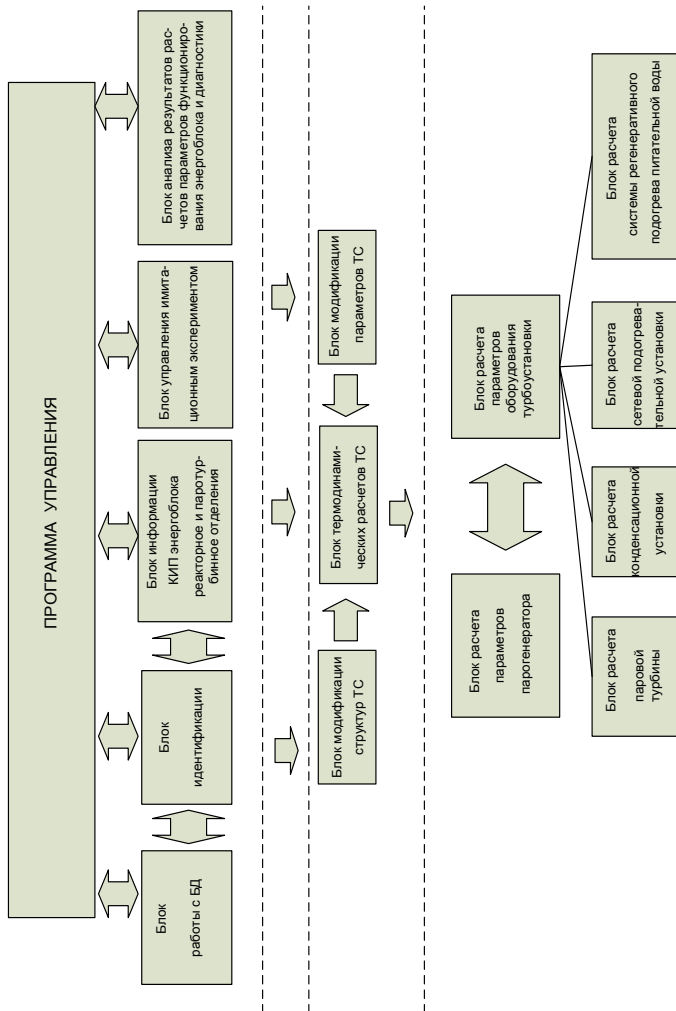 ПРОГРАММА УПРАВЛЕНИЯ
Блок
работы с БД
Блок
идентификации
Блок информации
КИП энергоблока
реакторное и паротур-
бинное отделения
Блок управления имита-
ционным экспериментом
Блок анализа результатов рас-
четов параметров функциониро-
вания энергоблока и диагностики
Блок модификации
структур ТС
Блок термодинами-
ческих расчетов ТС
Блок модификации
параметров ТС
Блок расчета
параметров
парогенератора
Блок расчета
параметров
оборудования
турбоустановки
Блок расчета
паровой
турбины
Блок расчета
конденсационной
установки
Блок расчета
сетевой подогрева-
тельной установки
Блок расчета
системы регенеративного
подогрева питательной воды